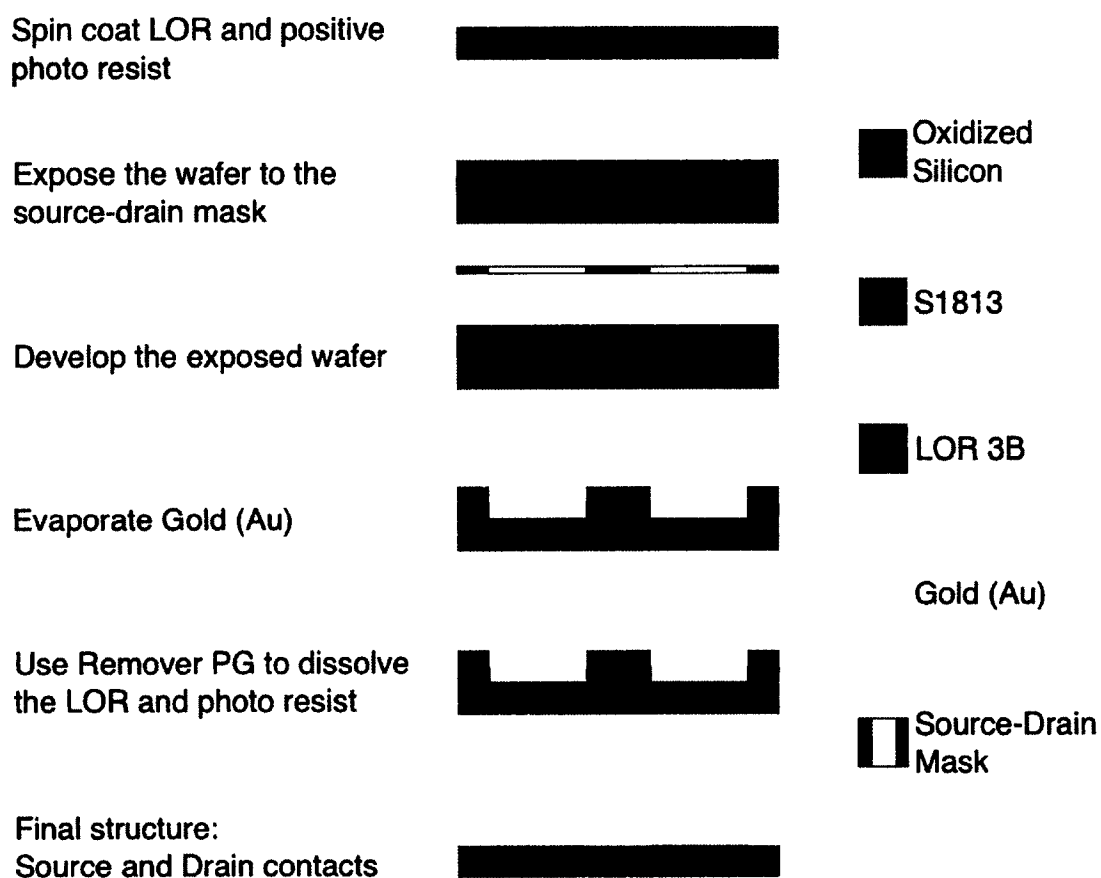 Spin coat LOR and positive
photo resist
Expose the wafer to the
source-drain mask
Develop the exposed wafer
Evaporate Gold (Au)
Use Remover PG to dissolve
the LOR and photo resist
Final structure:
Source and Drain contacts
Oxidized
Silicon
S1813
LOR 3B
Gold (Au)
Source-Drain
Mask